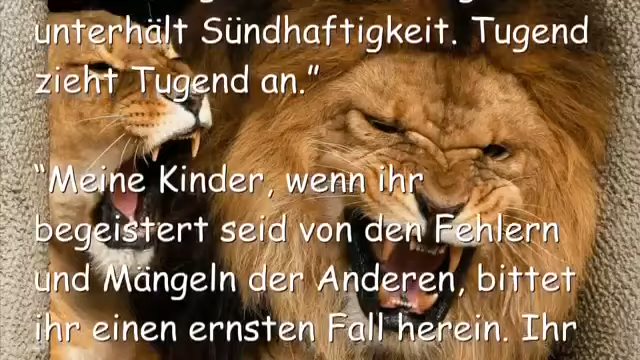 unterhält Sündhaftigkeit. Tugend
zieht Tugend an.”
“Meine Kinder, wenn ihr
begeistert seid von den Fehlern
und Mängeln der Anderen, bittet
ihr einen ernsten Fall herein. Ihr